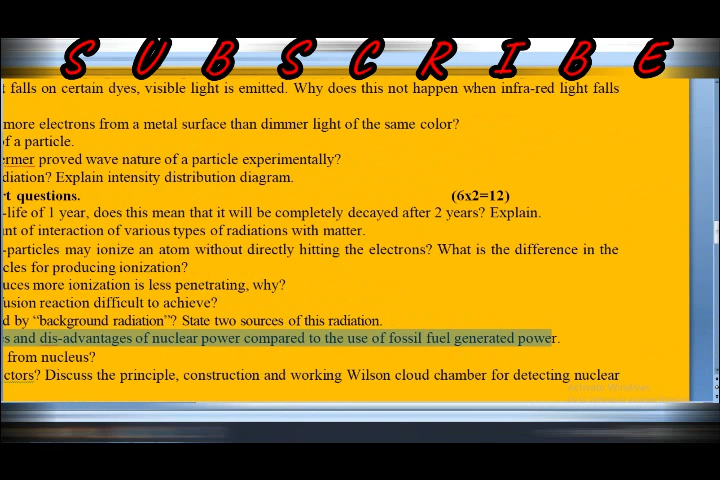 SUBSCRIBE
t falls on certain dyes, visible light is emitted. Why does this not happen when infra-red light falls
more electrons from a metal surface than dimmer light of the same color?
of a particle.
ermer proved wave nature of a particle experimentally?
diation? Explain intensity distribution diagram.
rt questions. (6x2=12)
-life of 1 year, does this mean that it will be completely decayed after 2 years? Explain.
nt of interaction of various types of radiations with matter.
-particles may ionize an atom without directly hitting the electrons? What is the difference in the
cles for producing ionization?
uces more ionization is less penetrating, why?
fusion reaction difficult to achieve?
d by “background radiation”? State two sources of this radiation.
es and dis-advantages of nuclear power compared to the use of fossil fuel generated power.
from nucleus?
ctors? Discuss the principle, construction and working Wilson cloud chamber for detecting nuclear
Activate Windows